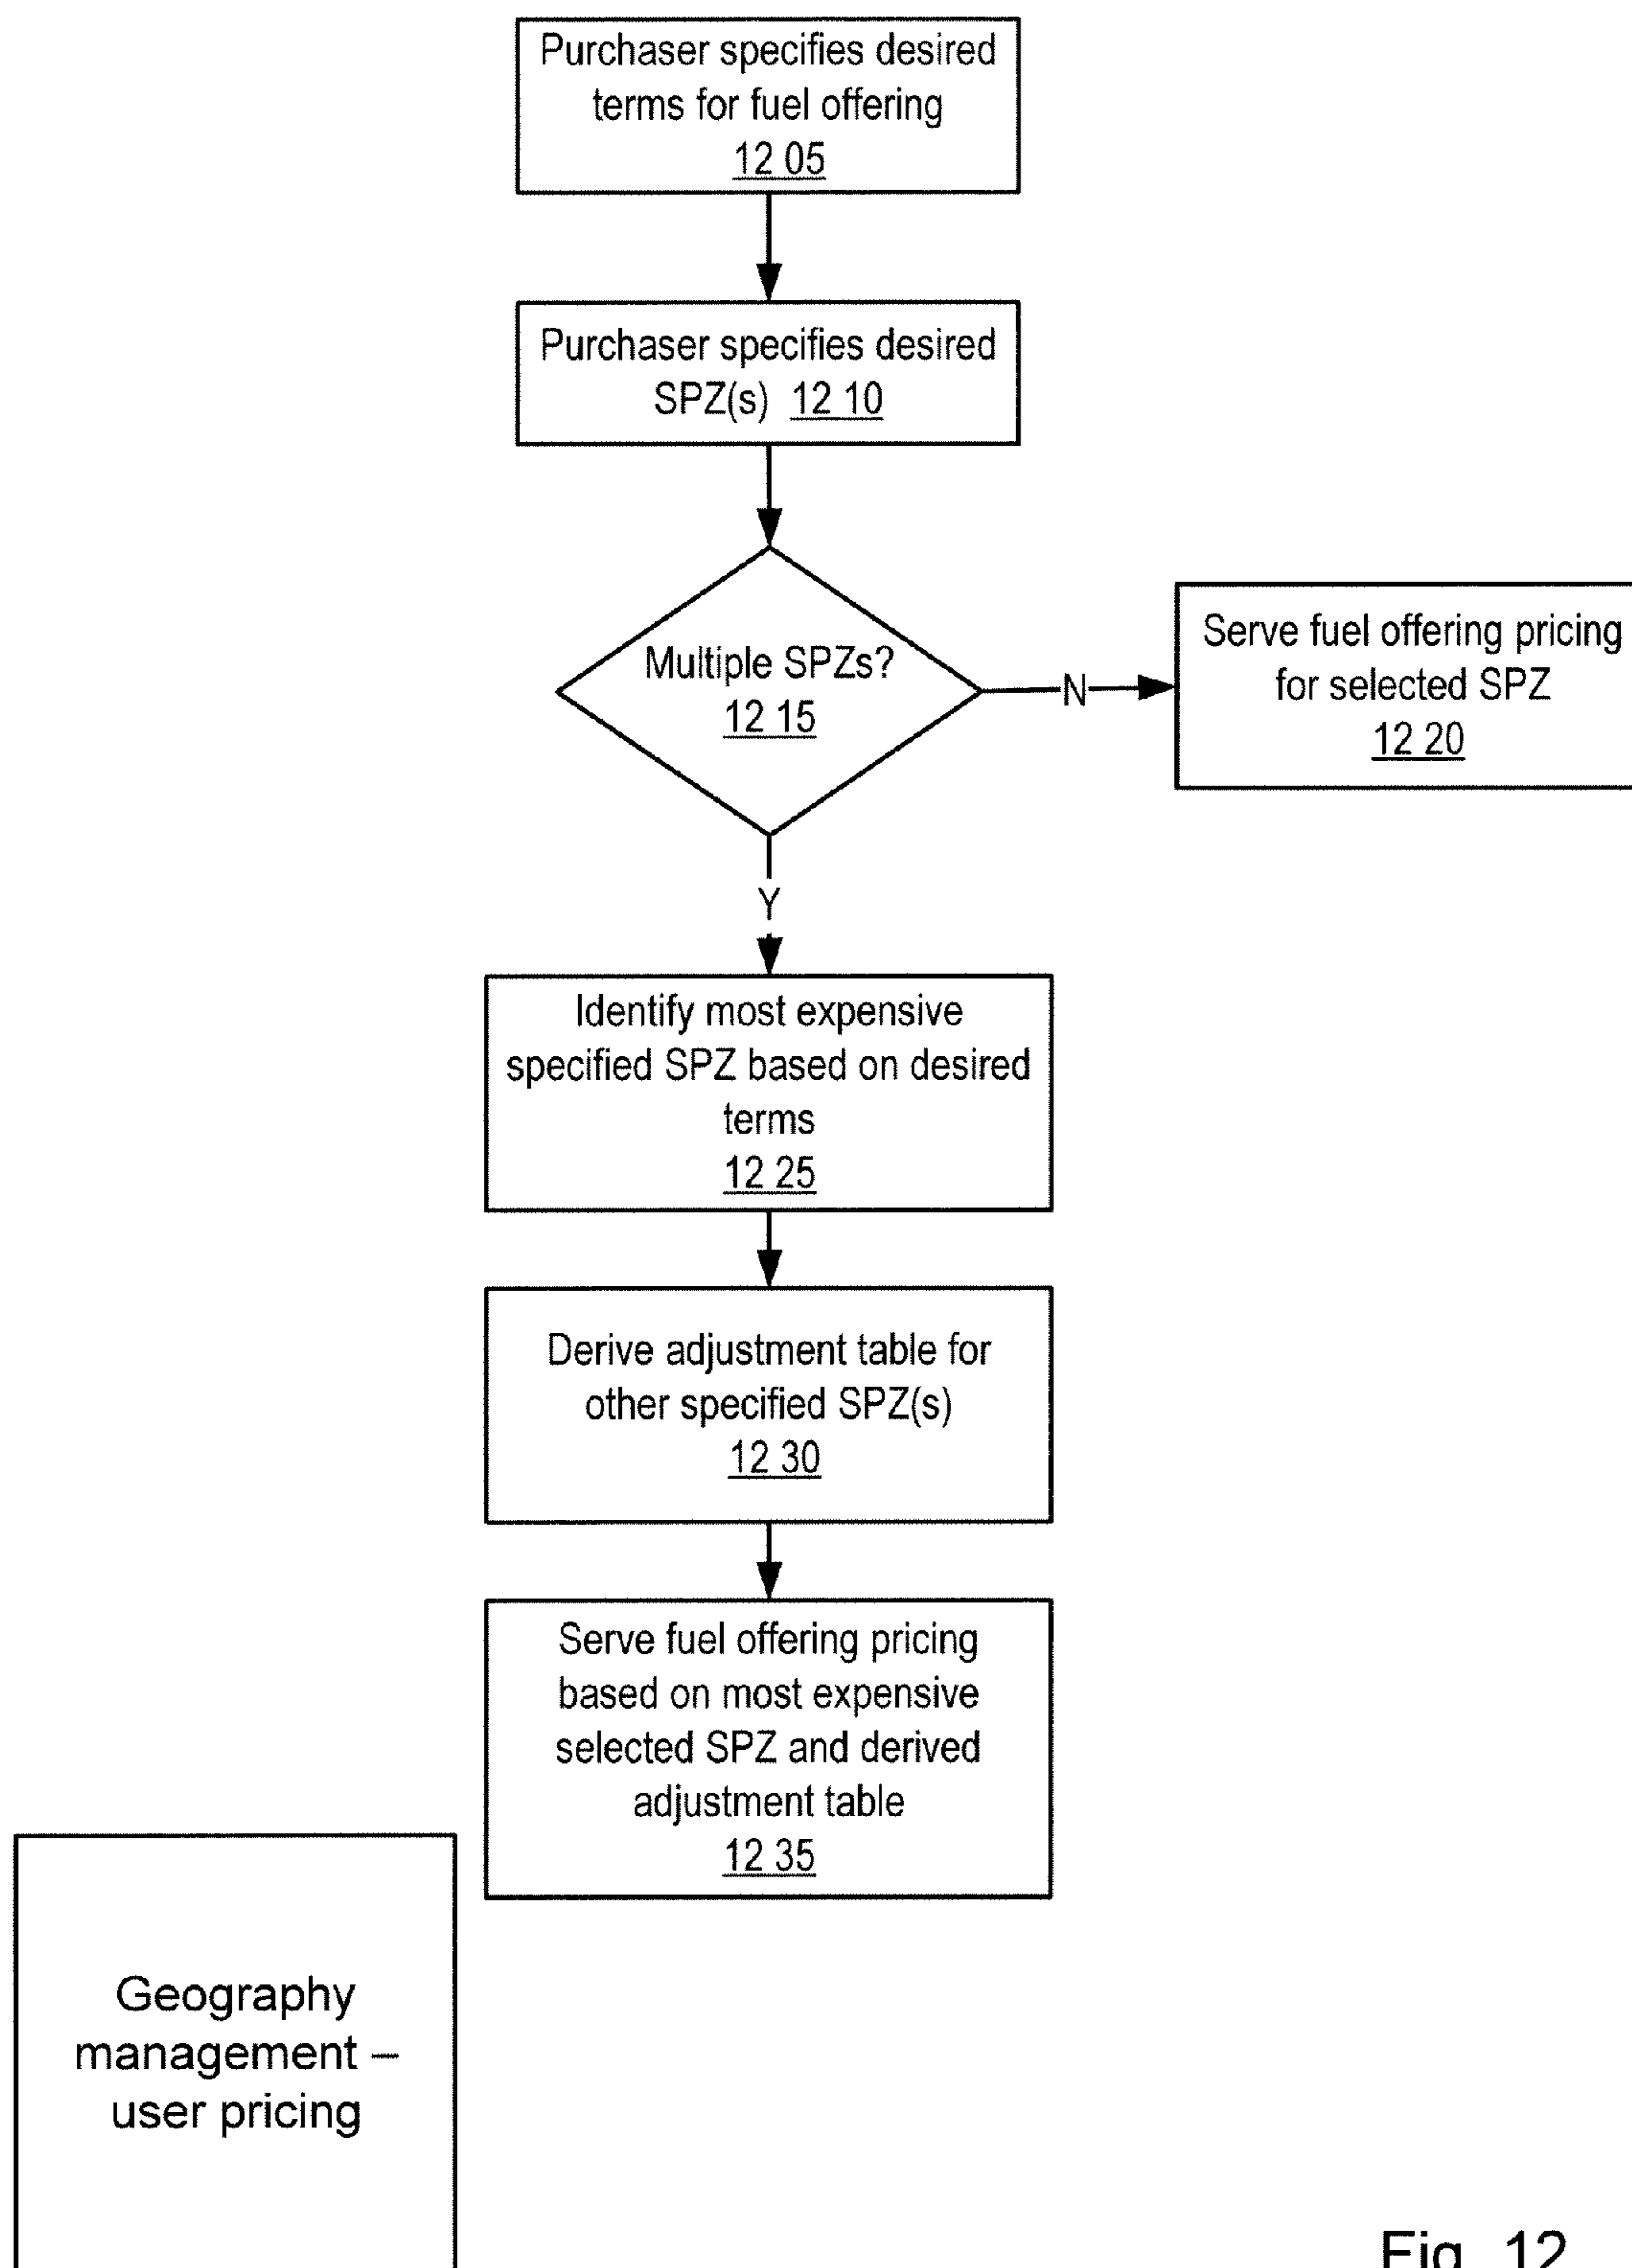 Purchaser specifies desired
terms for fuel offering
12 05
Purchaser specifies desired
SPZ(s) 12 10
Multiple SPZs?
12 15
N
Serve fuel offering pricing
for selected SPZ
12 20
Y
Identify most expensive
specified SPZ based on desired
terms
12 25
Derive adjustment table for
other specified SPZ(s)
12 30
Serve fuel offering pricing
based on most expensive
selected SPZ and derived
adjustment table
12 35
Geography
management –
user pricing
Fig. 12